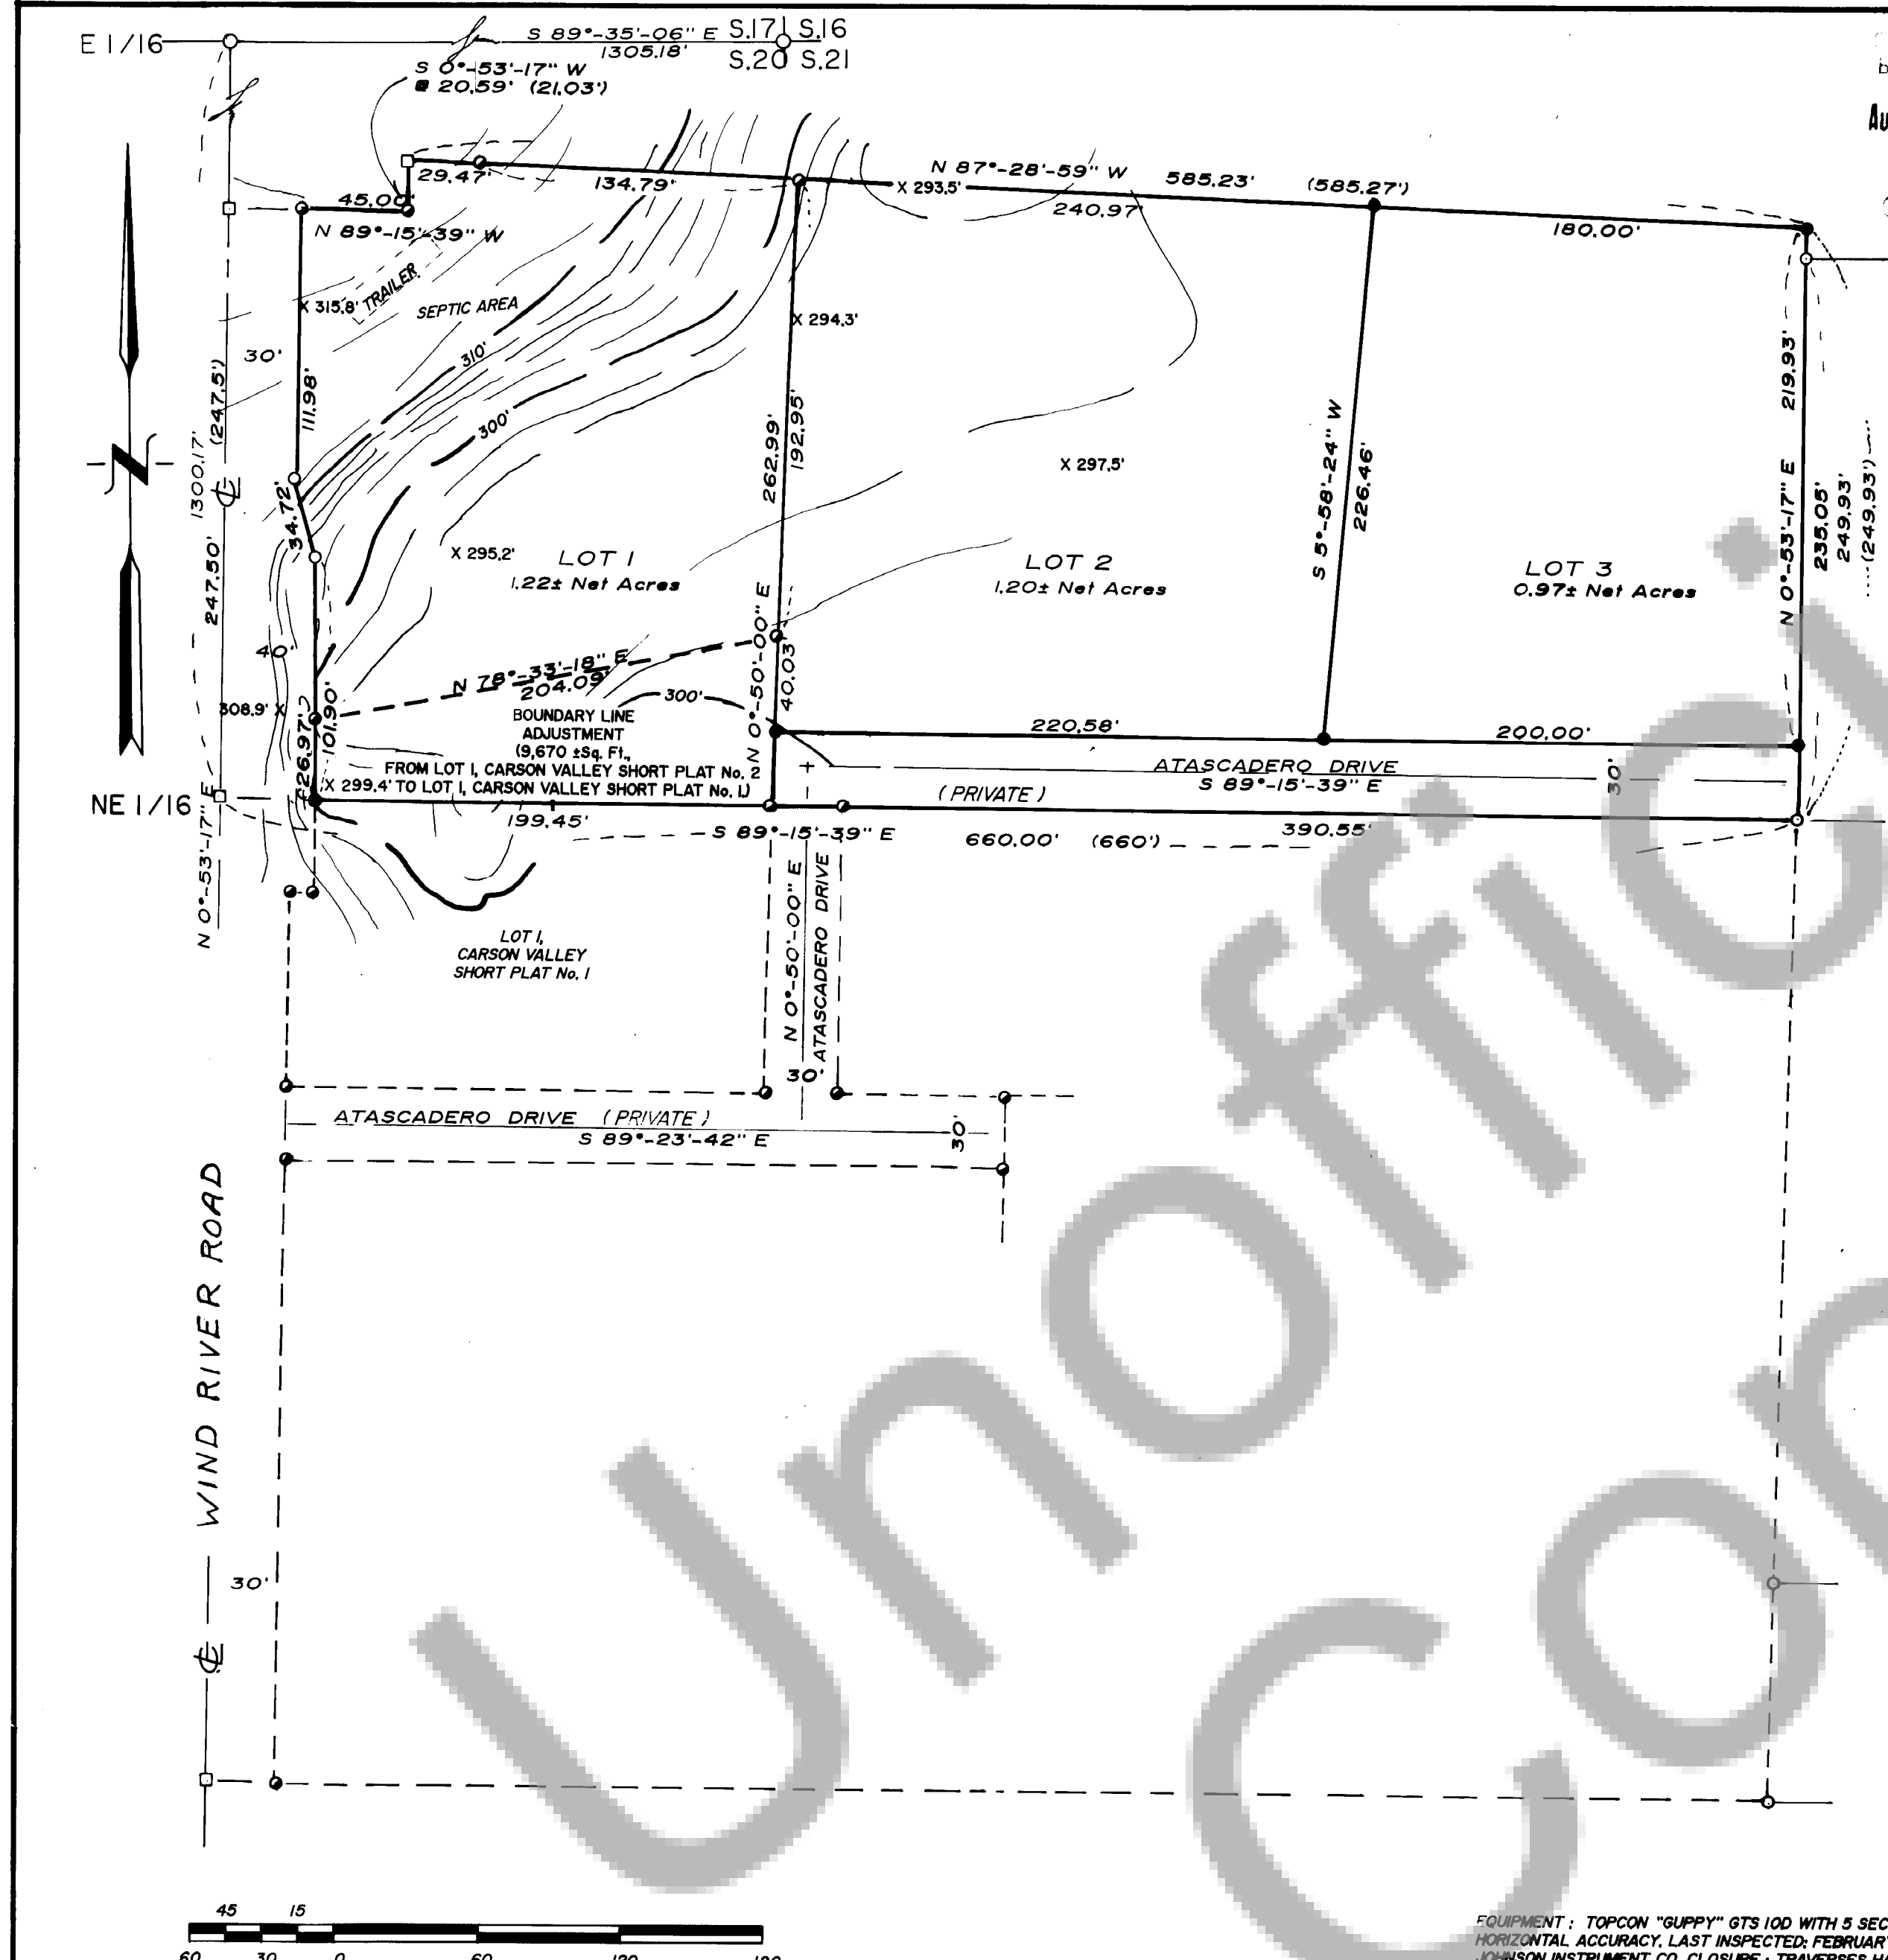 E 1/16
S 89°-35'-06" E
1305.18'
S.17 S.16
S.20 S.21
S 0°-53'-17" W
20.59' (21.03')
29.47'
134.79'
N 87°-28'-59" W
585.23'
(585.27')
X 293.5'
240.97'
180.00'
45.00'
N 89°-15'-39" W
X 315.8'
TRAILER
SEPTIC AREA
X 294.3'
30'
310'
300'
111.98'
(247.5')
1300.17'
247.50'
34.72'
N
262.99'
192.95'
X 297.5'
S 5°-58'-24" W
226.46'
219.93'
N 0°-53'-17" E
235.05'
249.93'
(249.93')
X 295.2'
LOT 1
1.22± Net Acres
LOT 2
1.20± Net Acres
LOT 3
0.97± Net Acres
40'
N 78°-33'-18" E
204.09'
300'
N 0°-50'-00" E
40.03'
308.9' X
101.90'
BOUNDARY LINE
ADJUSTMENT
(9,670 ±Sq. Ft.,
FROM LOT 1, CARSON VALLEY SHORT PLAT No. 2
X 299.4' TO LOT 1, CARSON VALLEY SHORT PLAT No. 1.)
220.58'
200.00'
ATASCADERO DRIVE
S 89°-15'-39" E
30'
(PRIVATE)
NE 1/16
N 0°-53'-17" E
199.45'
S 89°-15'-39" E
660.00' (660')
390.55'
LOT 1,
CARSON VALLEY
SHORT PLAT No. 1
N 0°-50'-00" E
ATASCADERO DRIVE
30'
ATASCADERO DRIVE (PRIVATE)
S 89°-23'-42" E
30'
WIND RIVER ROAD
30'
Unoffici
Con
45 15
60 30 0 60 120 180
EQUIPMENT : TOPCON "GUPPY" GTS 10D WITH 5 SEC
HORIZONTAL ACCURACY. LAST INSPECTED: FEBRUAR
JOHNSON INSTRUMENT CO. CLOSURE : TRAVERSES